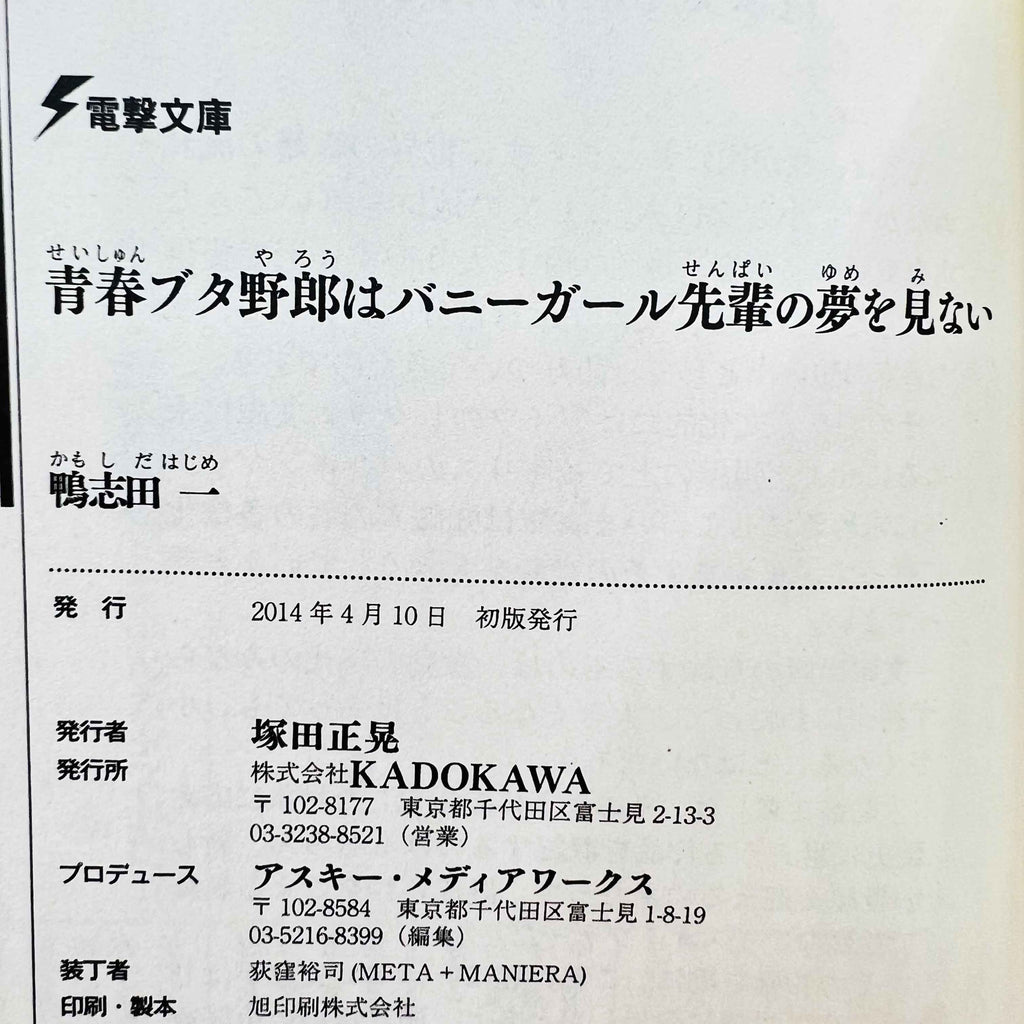 電撃文庫
せいしゅん やろう せんぱい ゆめ み
青春ブタ野郎はバニーガール先輩の夢を見ない
かもしだはじめ
鴨志田 一
発 行 2014年4月10日 初版発行
発行者 塚田正晃
発行所 株式会社KADOKAWA
〒102-8177 東京都千代田区富士見2-13-3
03-3238-8521（営業）
プロデュース アスキー・メディアワークス
〒102-8584 東京都千代田区富士見1-8-19
03-5216-8399（編集）
装丁者 荻窪裕司(META＋MANIERA)
印刷・製本 旭印刷株式会社